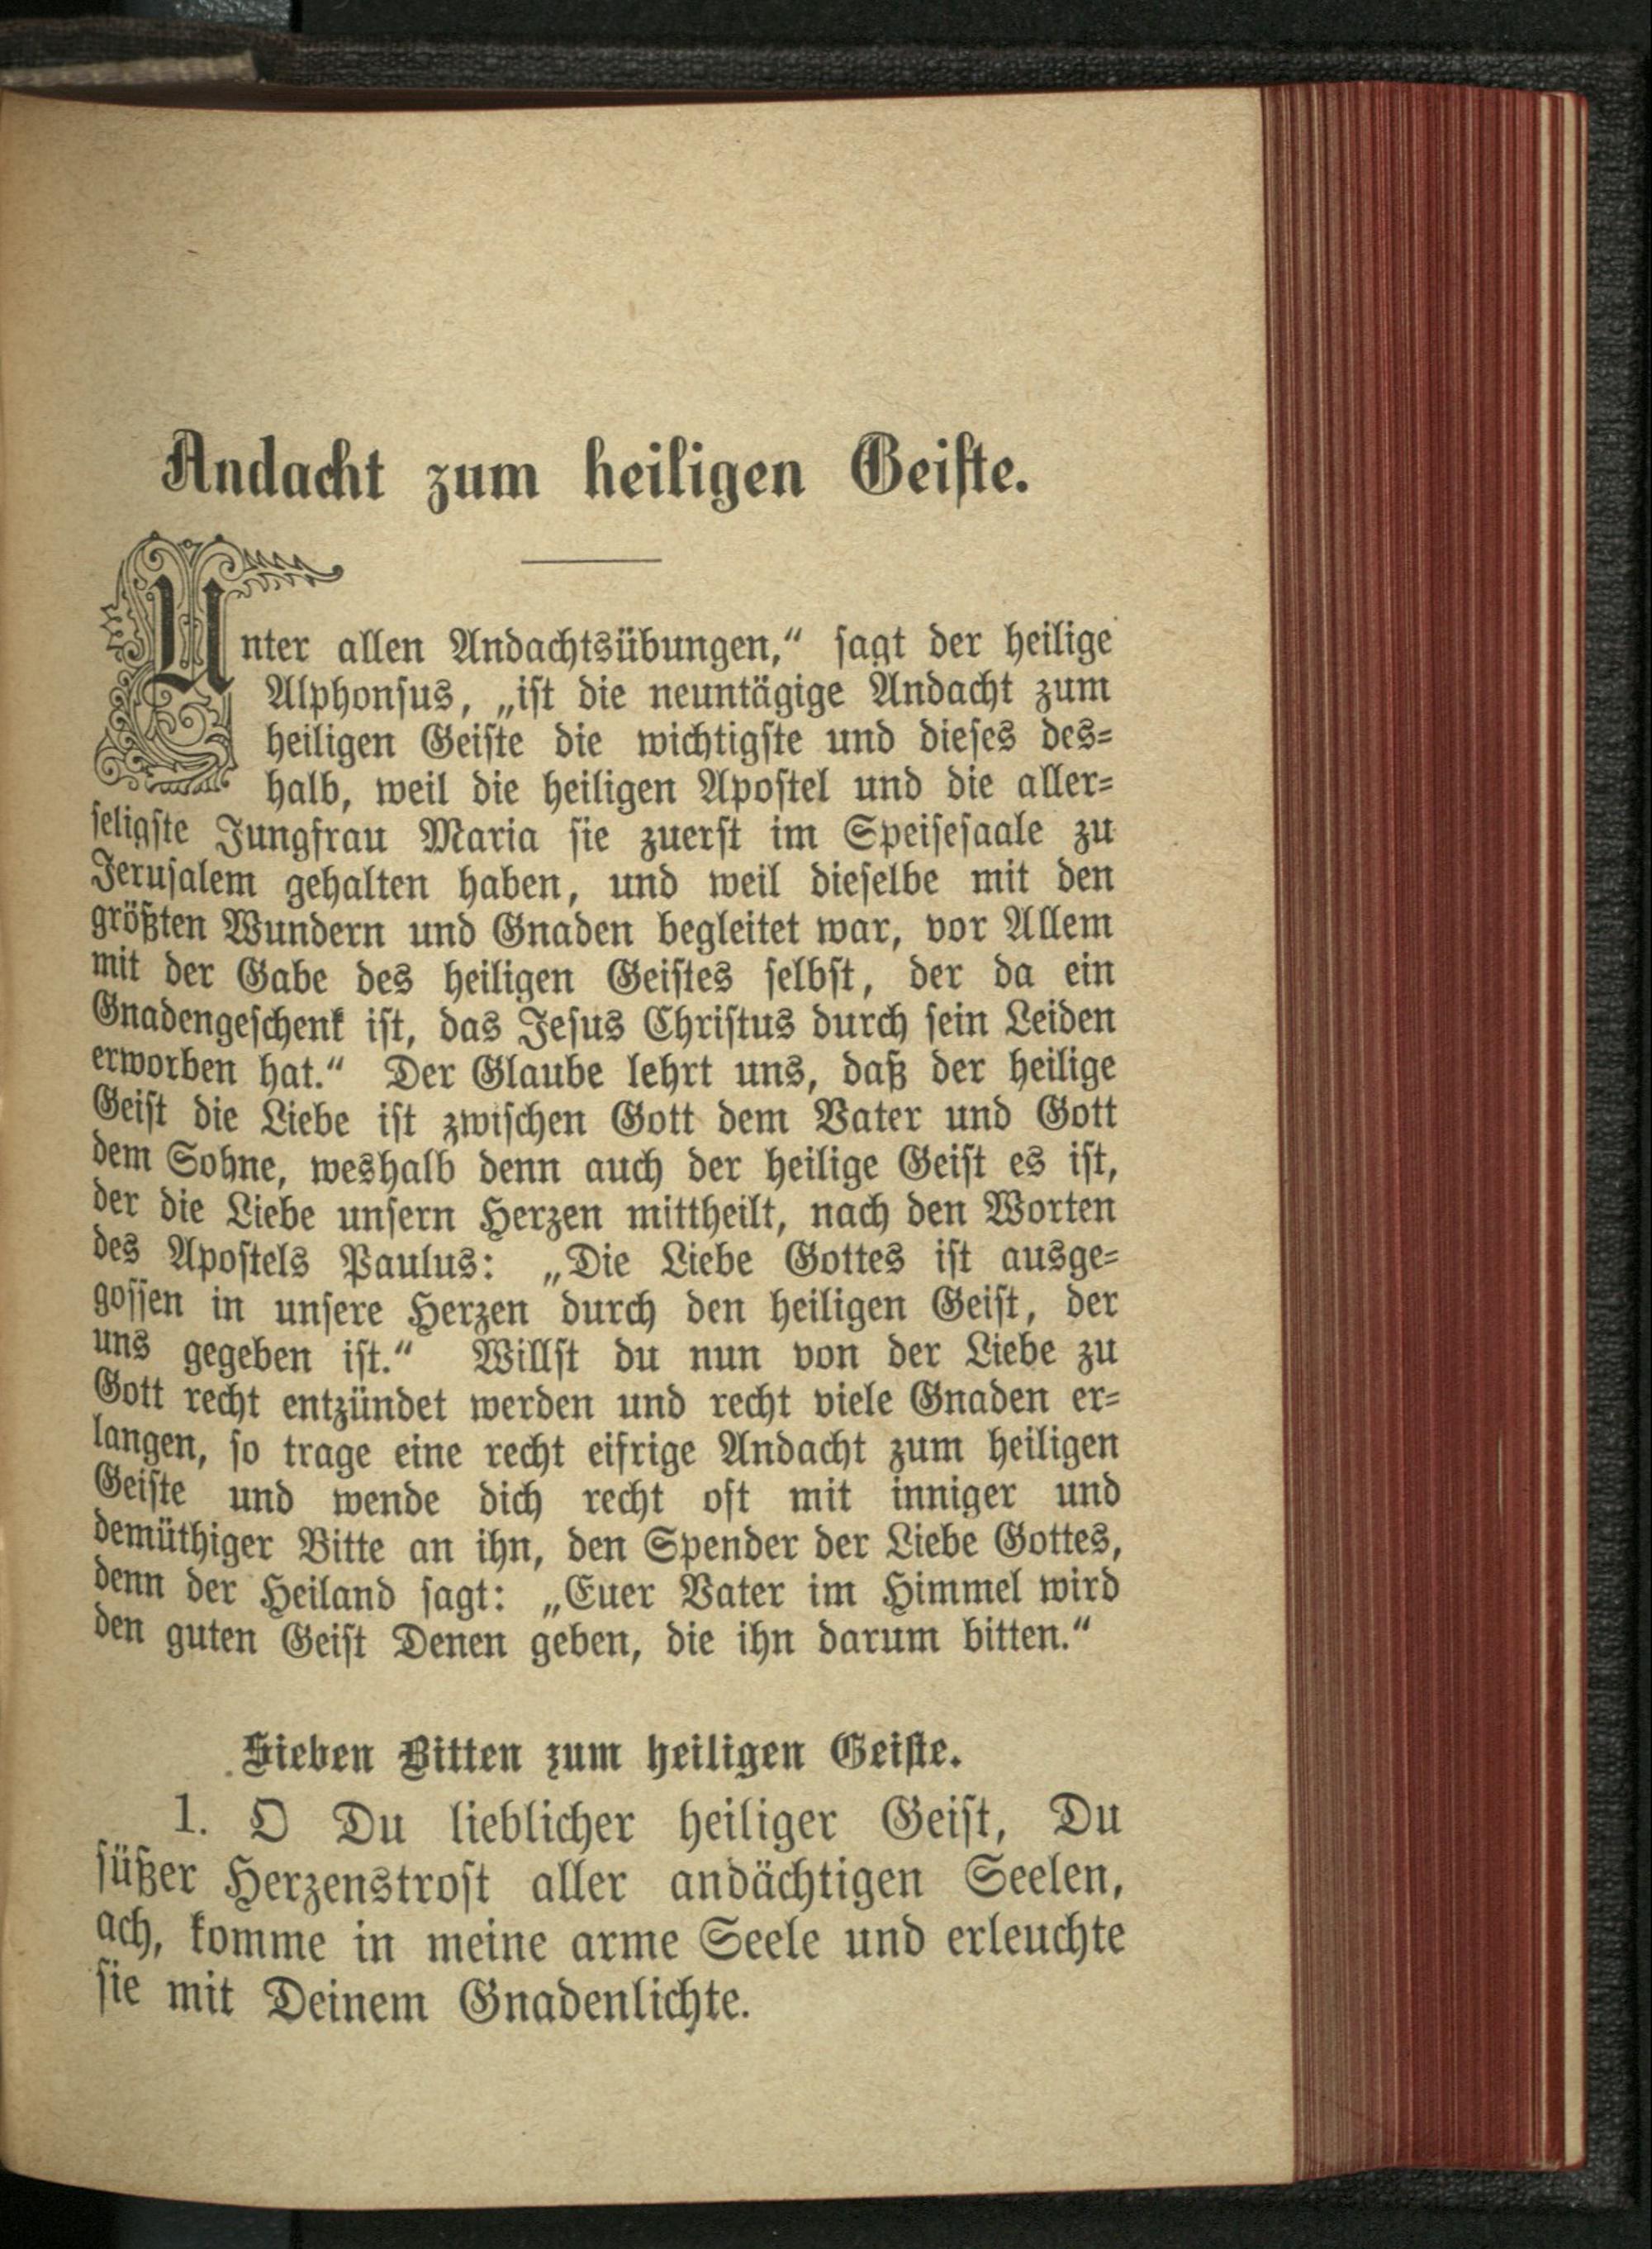 Andacht zum heiligen Geiste.
Unter allen Andachtsübungen,“ sagt der heilige
Alphonsus, „ist die neuntägige Andacht zum
heiligen Geiste die wichtigste und dieses des-
halb, weil die heiligen Apostel und die aller-
seligste Jungfrau Maria sie zuerst im Speisesaale zu
Jerusalem gehalten haben, und weil dieselbe mit den
größten Wundern und Gnaden begleitet war, vor Allem
mit der Gabe des heiligen Geistes selbst, der da ein
Gnadengeschenk ist, das Jesus Christus durch sein Leiden
erworben hat.“ Der Glaube lehrt uns, daß der heilige
Geist die Liebe ist zwischen Gott dem Vater und Gott
dem Sohne, weshalb denn auch der heilige Geist es ist,
der die Liebe unsern Herzen mittheilt, nach den Worten
des Apostels Paulus: „Die Liebe Gottes ist ausge-
gossen in unsere Herzen durch den heiligen Geist, der
uns gegeben ist.“ Willst du nun von der Liebe zu
Gott recht entzündet werden und recht viele Gnaden er-
langen, so trage eine recht eifrige Andacht zum heiligen
Geiste und wende dich recht oft mit inniger und
demüthiger Bitte an ihn, den Spender der Liebe Gottes,
denn der Heiland sagt: „Euer Vater im Himmel wird
den guten Geist Denen geben, die ihn darum bitten.“
Sieben Bitten zum heiligen Geiste.
1. O Du lieblicher heiliger Geist, Du
süßer Herzenstrost aller andächtigen Seelen,
ach, komme in meine arme Seele und erleuchte
sie mit Deinem Gnadenlichte.